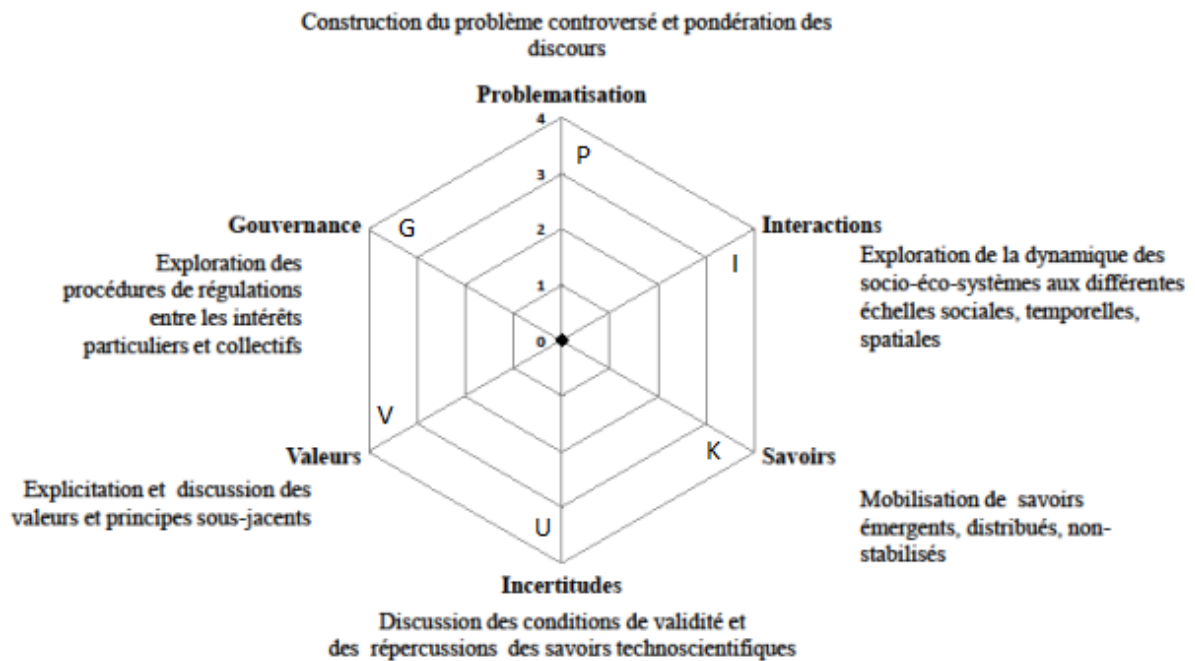 Construction du problème controversé et pondération des
discours
Problematisation
4
P
3
Gouvernance
G
2
Interactions
I
Exploration des
procédures de régulations
entre les intérêts
particuliers et collectifs
Exploration de la dynamique des
socio-éco-systèmes aux différentes
échelles sociales, temporelles,
spatiales
1
0
V
K
Valeurs
Savoirs
Explicitation et discussion des
valeurs et principes sous-jacents
Mobilisation de savoirs
émergents, distribués, non-
stabilisés
U
Incertitudes
Discussion des conditions de validité et
des répercussions des savoirs technoscientifiques